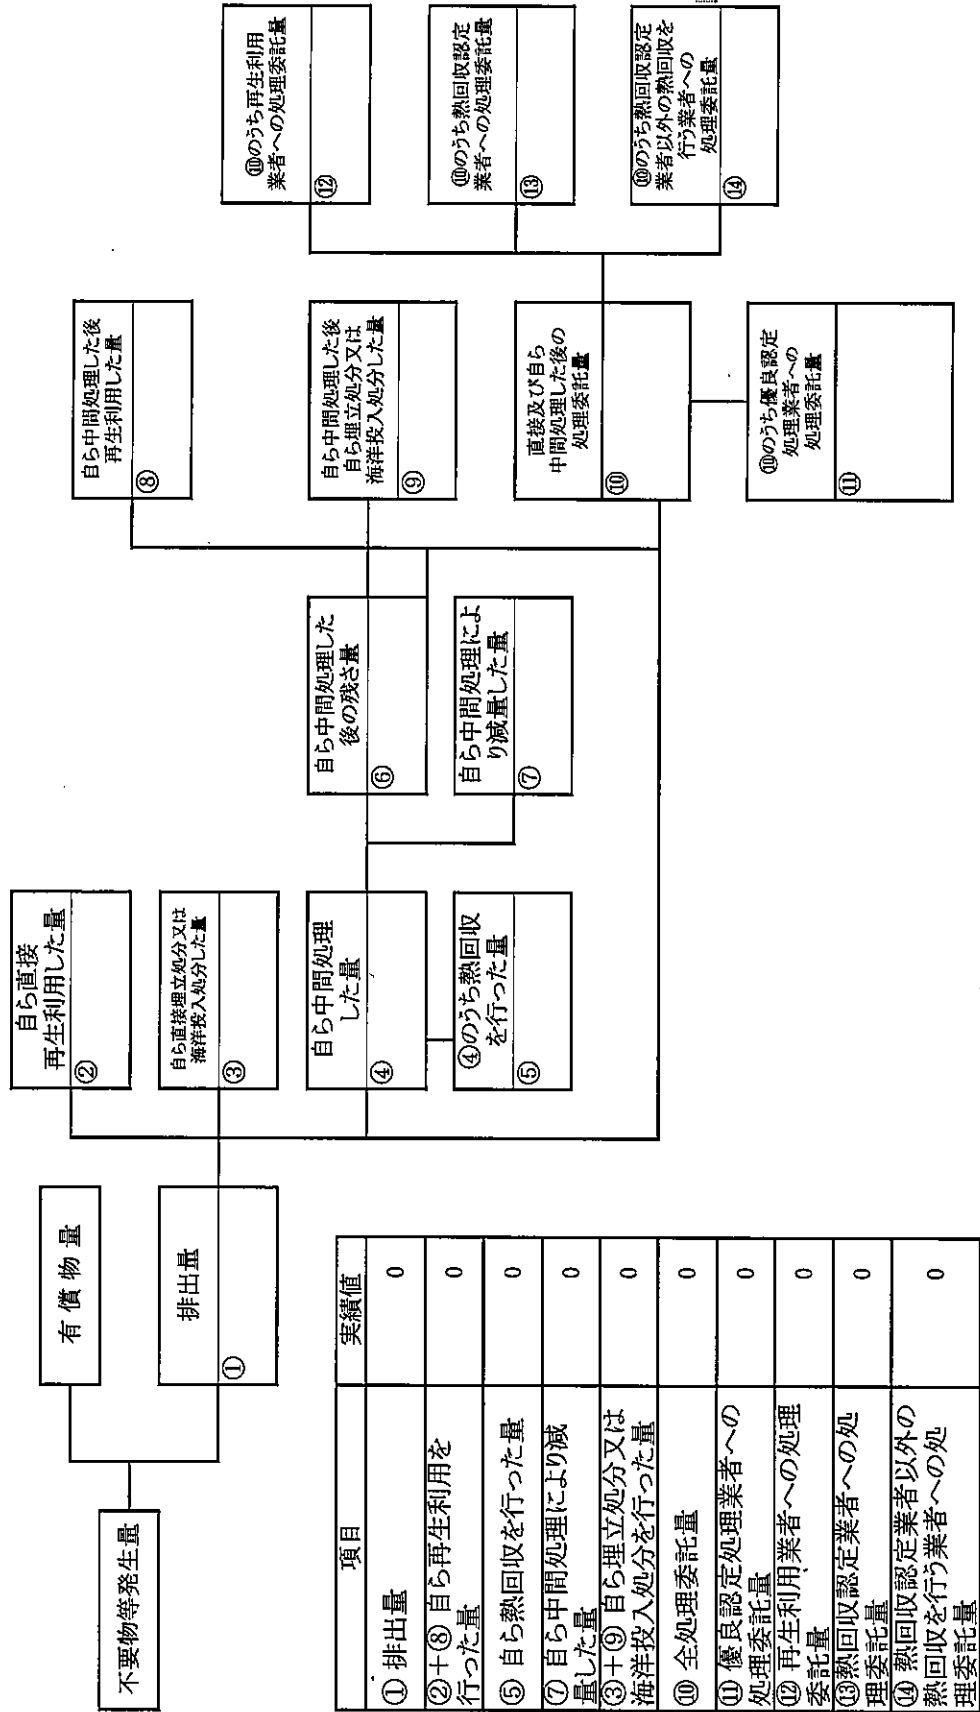 不要物等発生量
有償物量
排出量
①
自ら直接
再生利用した量
②
自ら直接埋立処分又は
海洋投入処分した量
③
自ら中間処理
した量
④
④のうち熱回収
を行った量
⑤
自ら中間処理した
後の残さ量
⑥
自ら中間処理によ
り減量した量
⑦
自ら中間処理した後
再生利用した量
⑧
自ら中間処理した後
自ら埋立処分又は
海洋投入処分した量
⑨
直接及び自ら
中間処理した後の
処理委託量
⑩
⑩のうち優良認定
処理業者への
処理委託量
⑪
⑩のうち再生利用
業者への処理委託量
⑫
⑩のうち熱回収認定
業者への処理委託量
⑬
⑩のうち熱回収認定
業者以外の熱回収を
行う業者への
処理委託量
⑭
項目 実績値
①排出量 0
②+⑧ 自ら再生利用を
行った量 0
⑤ 自ら熱回収を行った量 0
⑦ 自ら中間処理により減
量した量 0
③+⑨ 自ら埋立処分又は
海洋投入処分を行った量 0
⑩ 全処理委託量 0
⑪ 優良認定処理業者への
処理委託量 0
⑫ 再生利用業者への処理
委託量 0
⑬熱回収認定業者への処
理委託量 0
⑭ 熱回収認定業者以外の
熱回収を行う業者への処
理委託量 0